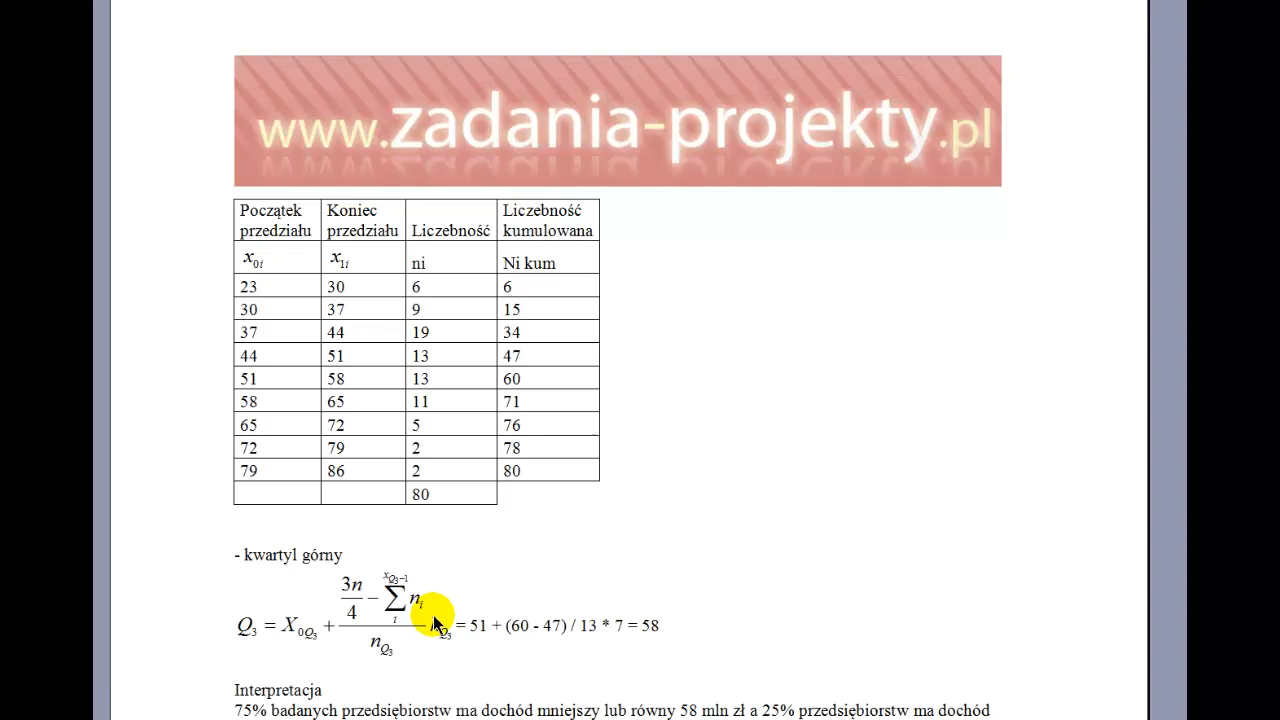 www.zadania-projekty.pl
Początek przedziału Koniec przedziału Liczebność Liczebność kumulowana
x0i x1i ni Ni kum
23 30 6 6
30 37 9 15
37 44 19 34
44 51 13 47
51 58 13 60
58 65 11 71
65 72 5 76
72 79 2 78
79 86 2 80
80
- kwartyl górny
Q3 = X0Q3 + (3n/4 − ∑ i xQ3−1 ni) / nQ3 Q3 = 51 + (60 - 47) / 13 * 7 = 58
Interpretacja
75% badanych przedsiębiorstw ma dochód mniejszy lub równy 58 mln zł a 25% przedsiębiorstw ma dochód